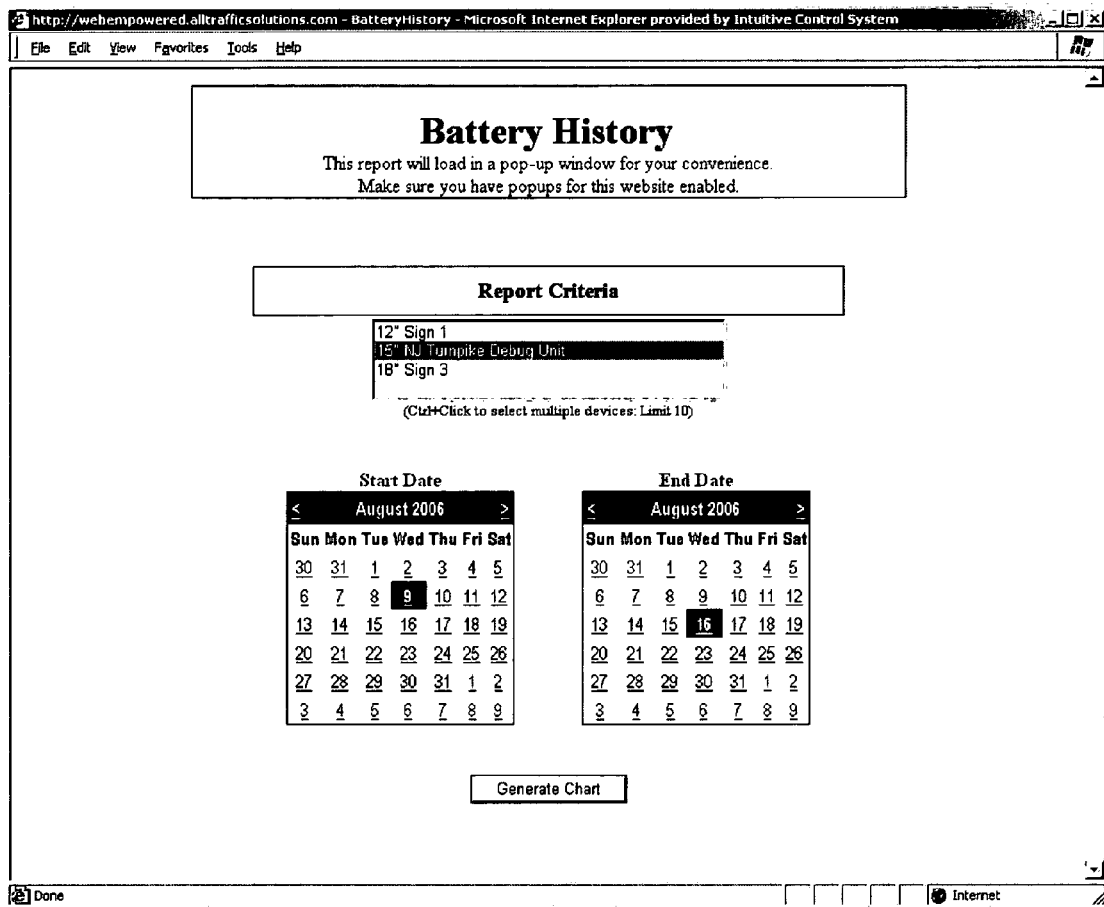 http://wehempowered.alltrafficsolutions.com - BatteryHistory - Microsoft Internet Explorer provided by Intuitive Control System
File Edit View Favorites Tools Help
Battery History
This report will load in a pop-up window for your convenience.
Make sure you have popups for this website enabled.
Report Criteria
12" Sign 1
15" NJ Turnpike Debug Unit
18" Sign 3
(Ctrl+Click to select multiple devices: Limit 10)
Start Date End Date
< August 2006 > < August 2006 >
Sun Mon Tue Wed Thu Fri Sat Sun Mon Tue Wed Thu Fri Sat
30 31 1 2 3 4 5 30 31 1 2 3 4 5
6 7 8 9 10 11 12 6 7 8 9 10 11 12
13 14 15 16 17 18 19 13 14 15 16 17 18 19
20 21 22 23 24 25 26 20 21 22 23 24 25 26
27 28 29 30 31 1 2 27 28 29 30 31 1 2
3 4 5 6 7 8 9 3 4 5 6 7 8 9
Generate Chart
Done Internet